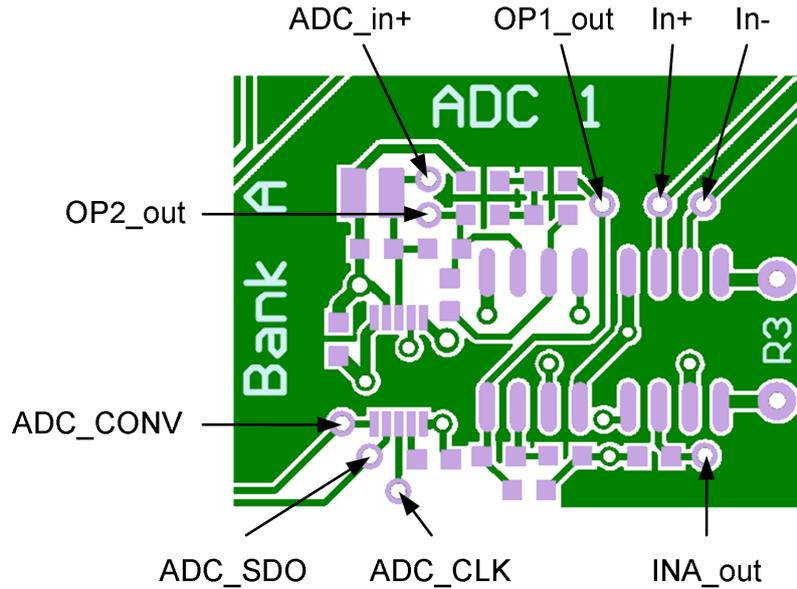 ADC_in+
OP1_out
In+
In-
ADC 1
OP2_out
Bank A
R3
ADC_CONV
ADC_SDO
ADC_CLK
INA_out